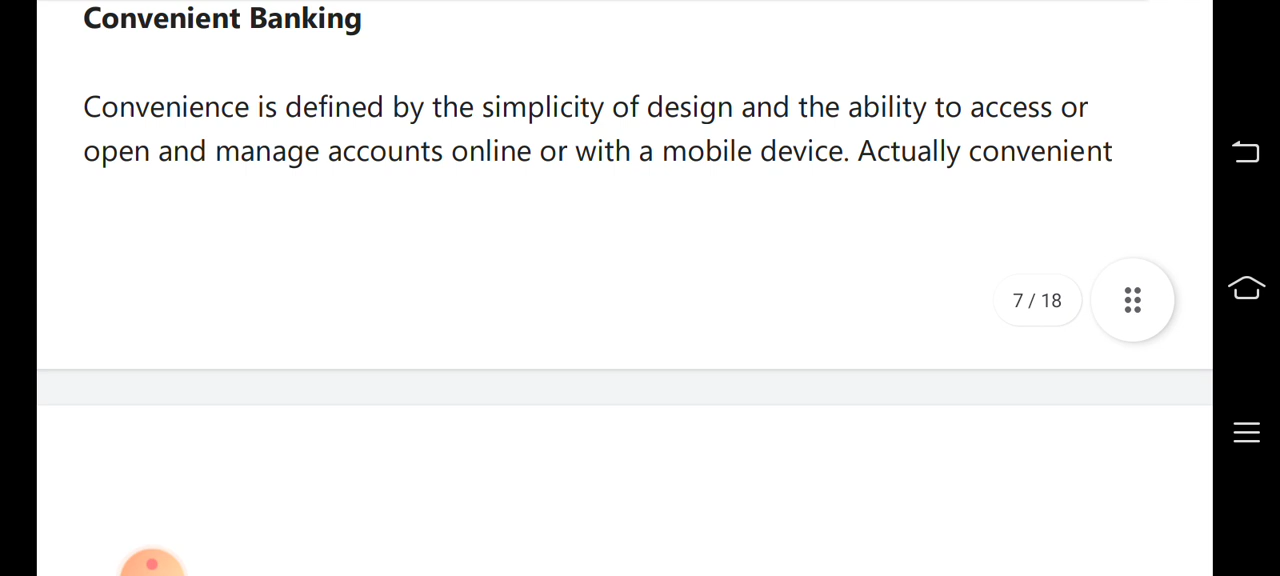 Convenient Banking
Convenience is defined by the simplicity of design and the ability to access or
open and manage accounts online or with a mobile device. Actually convenient
7 / 18